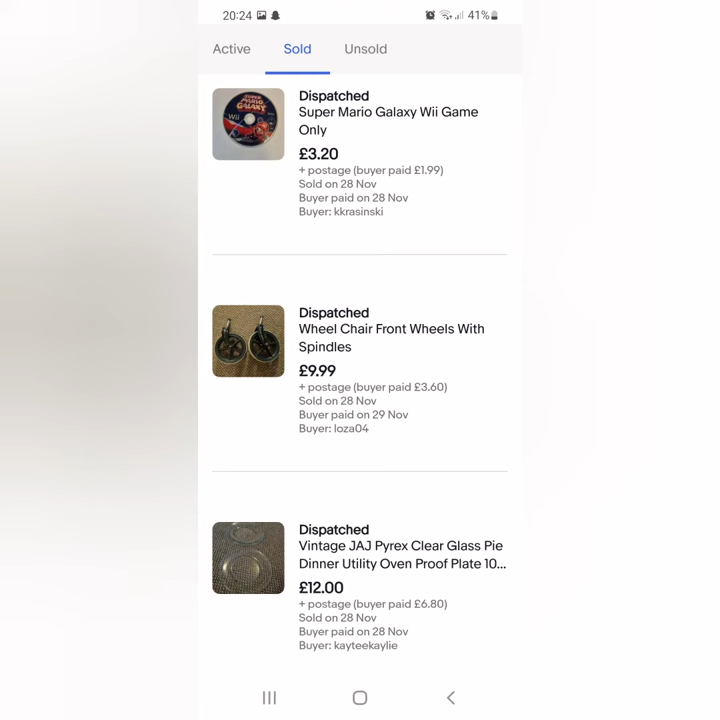 20:24 41%
Active Sold Unsold
SUPER
MARIO
GALAXY
Wii
Dispatched
Super Mario Galaxy Wii Game
Only
£3.20
+ postage (buyer paid £1.99)
Sold on 28 Nov
Buyer paid on 28 Nov
Buyer: kkrasinski
Dispatched
Wheel Chair Front Wheels With
Spindles
£9.99
+ postage (buyer paid £3.60)
Sold on 28 Nov
Buyer paid on 29 Nov
Buyer: loza04
Dispatched
Vintage JAJ Pyrex Clear Glass Pie
Dinner Utility Oven Proof Plate 10...
£12.00
+ postage (buyer paid £6.80)
Sold on 28 Nov
Buyer paid on 28 Nov
Buyer: kayteekaylie